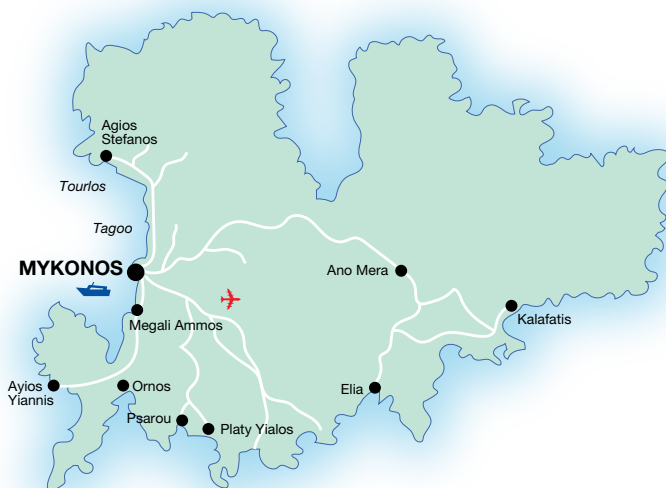 Agios
Stefanos
Tourlos
Tagoo
MYKONOS
Ano Mera
Megali Ammos
Kalafatis
Ayios
Yiannis
Ornos
Elia
Psarou
Platy Yialos